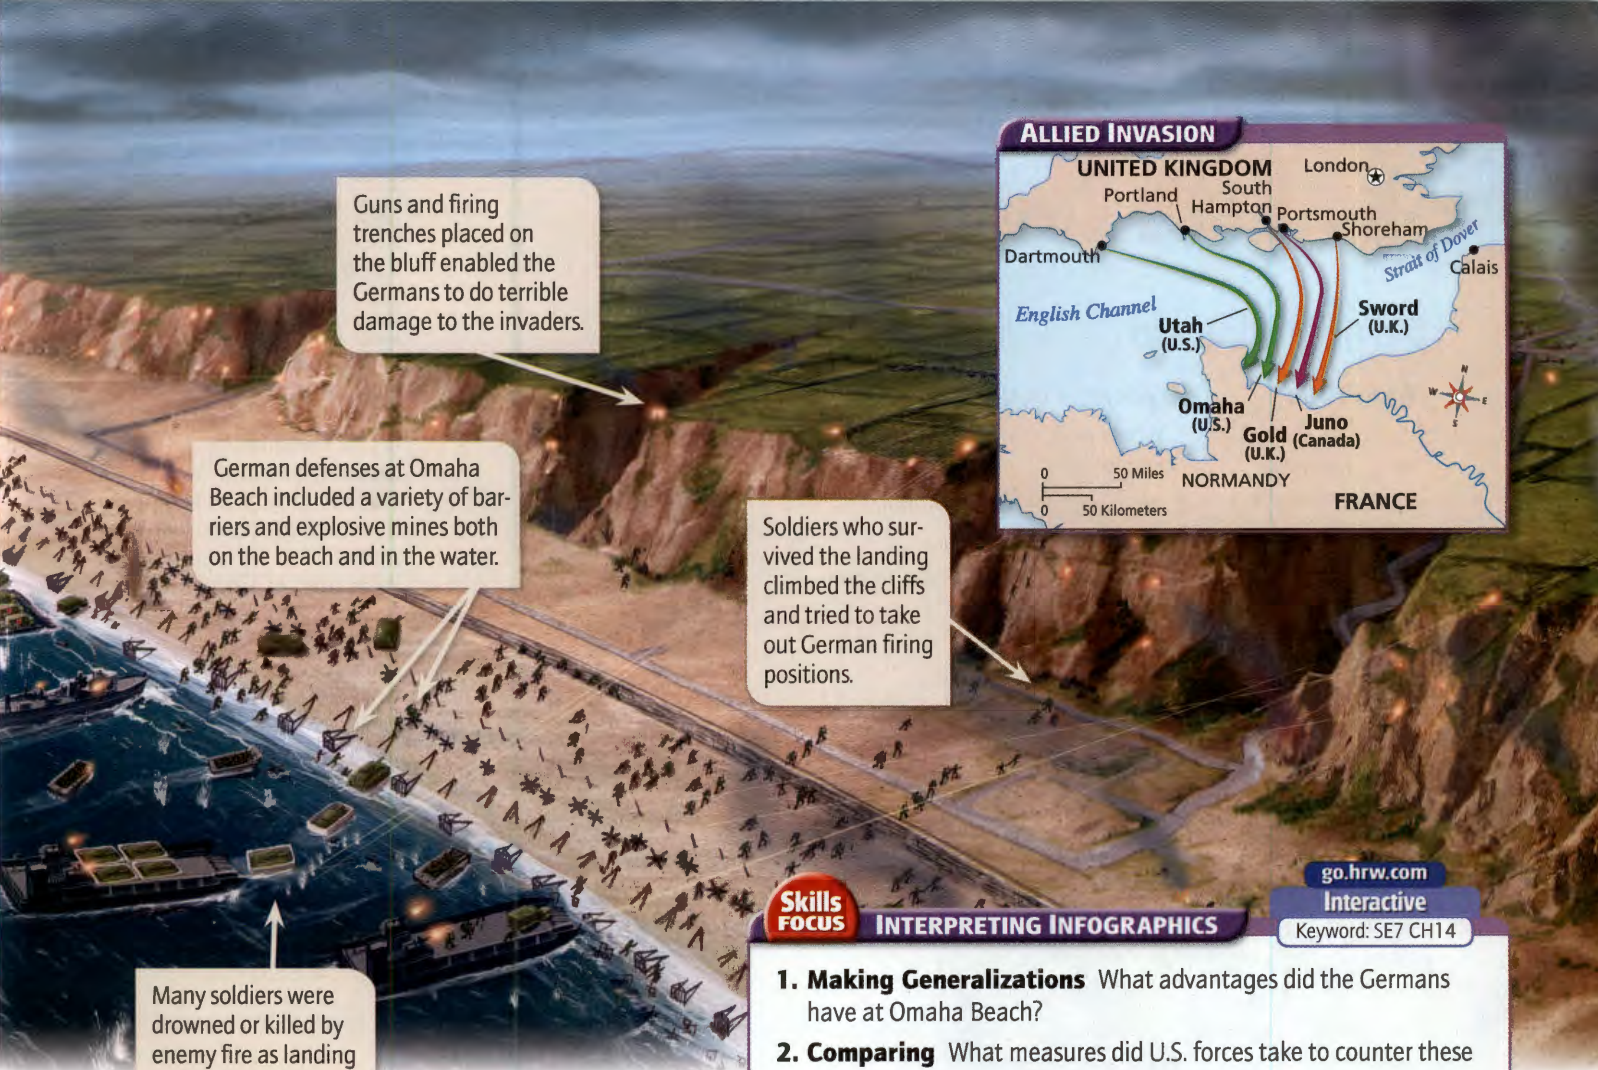 Guns and firing
trenches placed on
the bluff enabled the
Germans to do terrible
damage to the invaders.
German defenses at Omaha
Beach included a variety of bar-
riers and explosive mines both
on the beach and in the water.
Soldiers who sur-
vived the landing
climbed the cliffs
and tried to take
out German firing
positions.
Many soldiers were
drowned or killed by
enemy fire as landing
ALLIED INVASION
UNITED KINGDOM
London
Portland
South
Hampton
Portsmouth
Shoreham
Dartmouth
Strait of Dover
Calais
English Channel
Utah
(U.S.)
Sword
(U.K.)
Omaha
(U.S.)
Gold
(U.K.)
Juno
(Canada)
N
W
E
S
0 50 Miles
0 50 Kilometers
NORMANDY
FRANCE
go.hrw.com
Interactive
Keyword: SE7 CH14
Skills
FOCUS
INTERPRETING INFOGRAPHICS
1. Making Generalizations What advantages did the Germans
have at Omaha Beach?
2. Comparing What measures did U.S. forces take to counter these